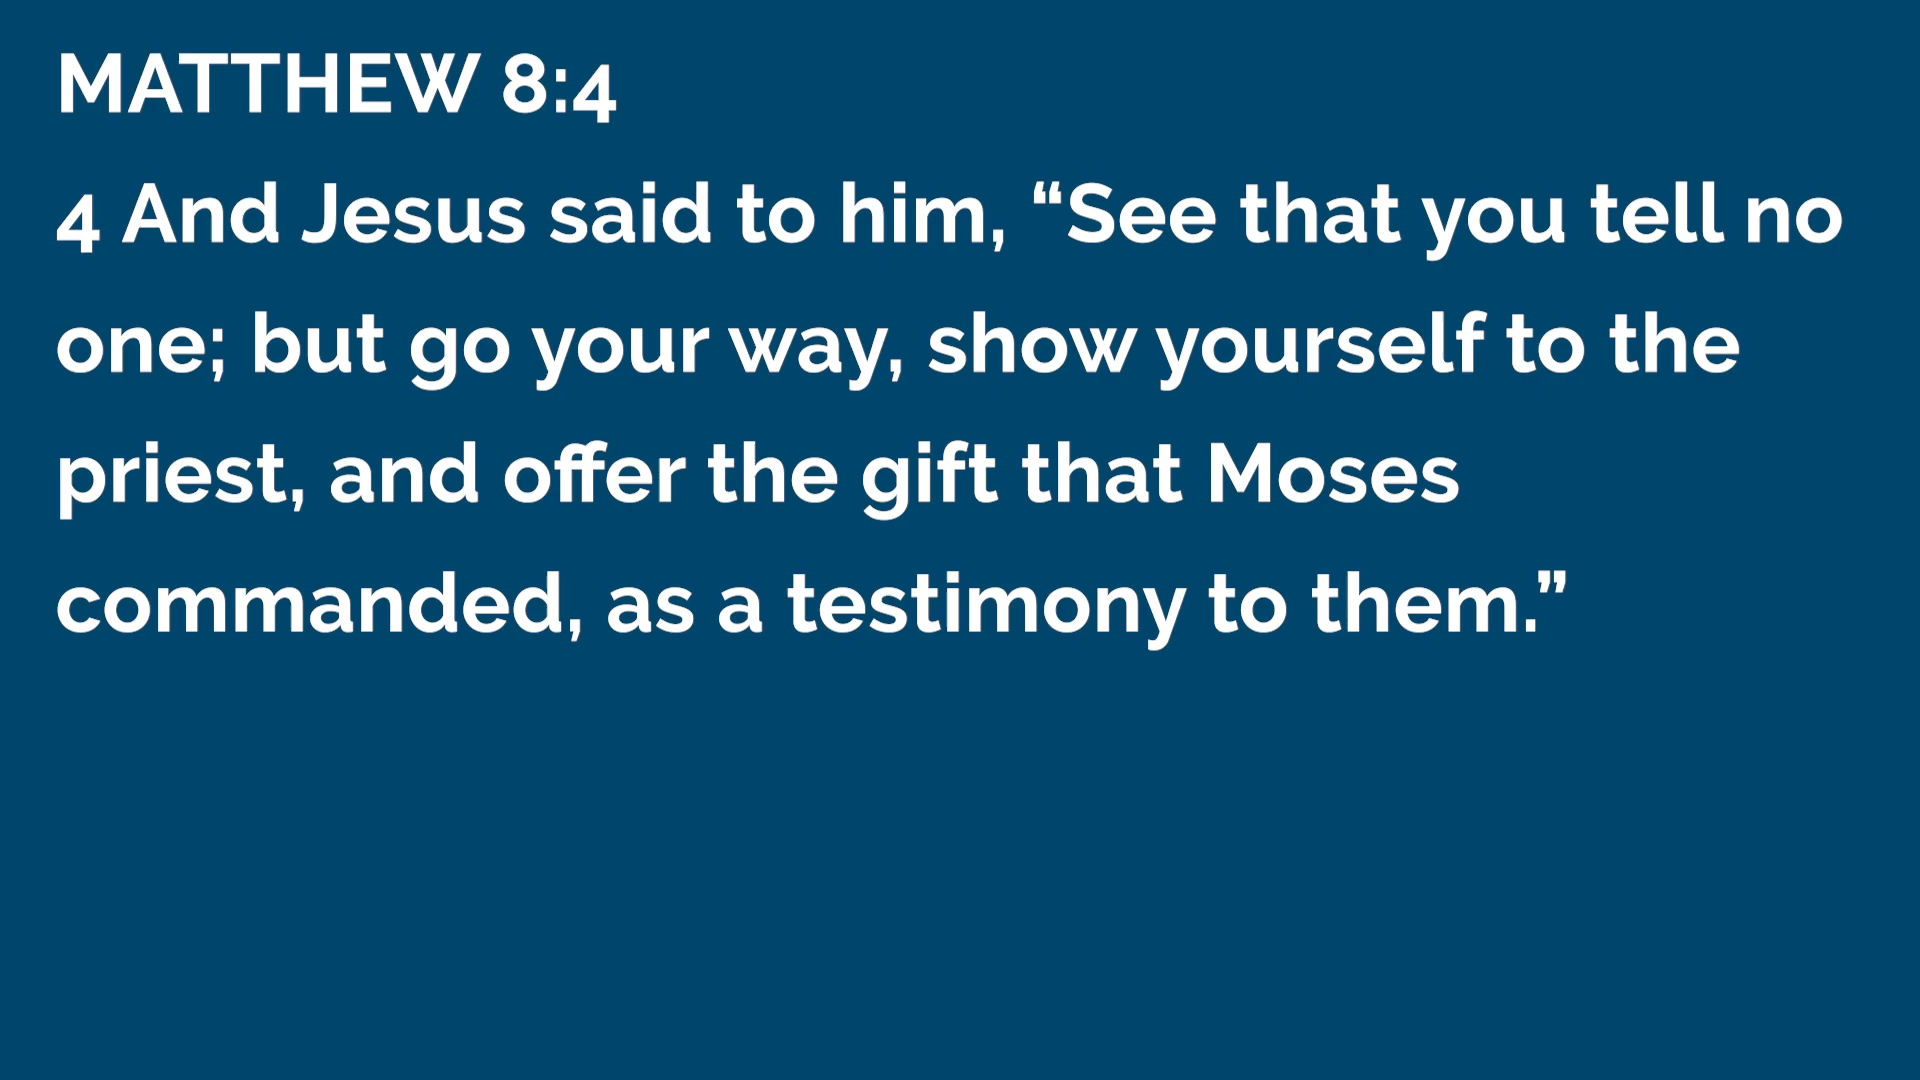 MATTHEW 8:4
4 And Jesus said to him, “See that you tell no
one; but go your way, show yourself to the
priest, and offer the gift that Moses
commanded, as a testimony to them.”